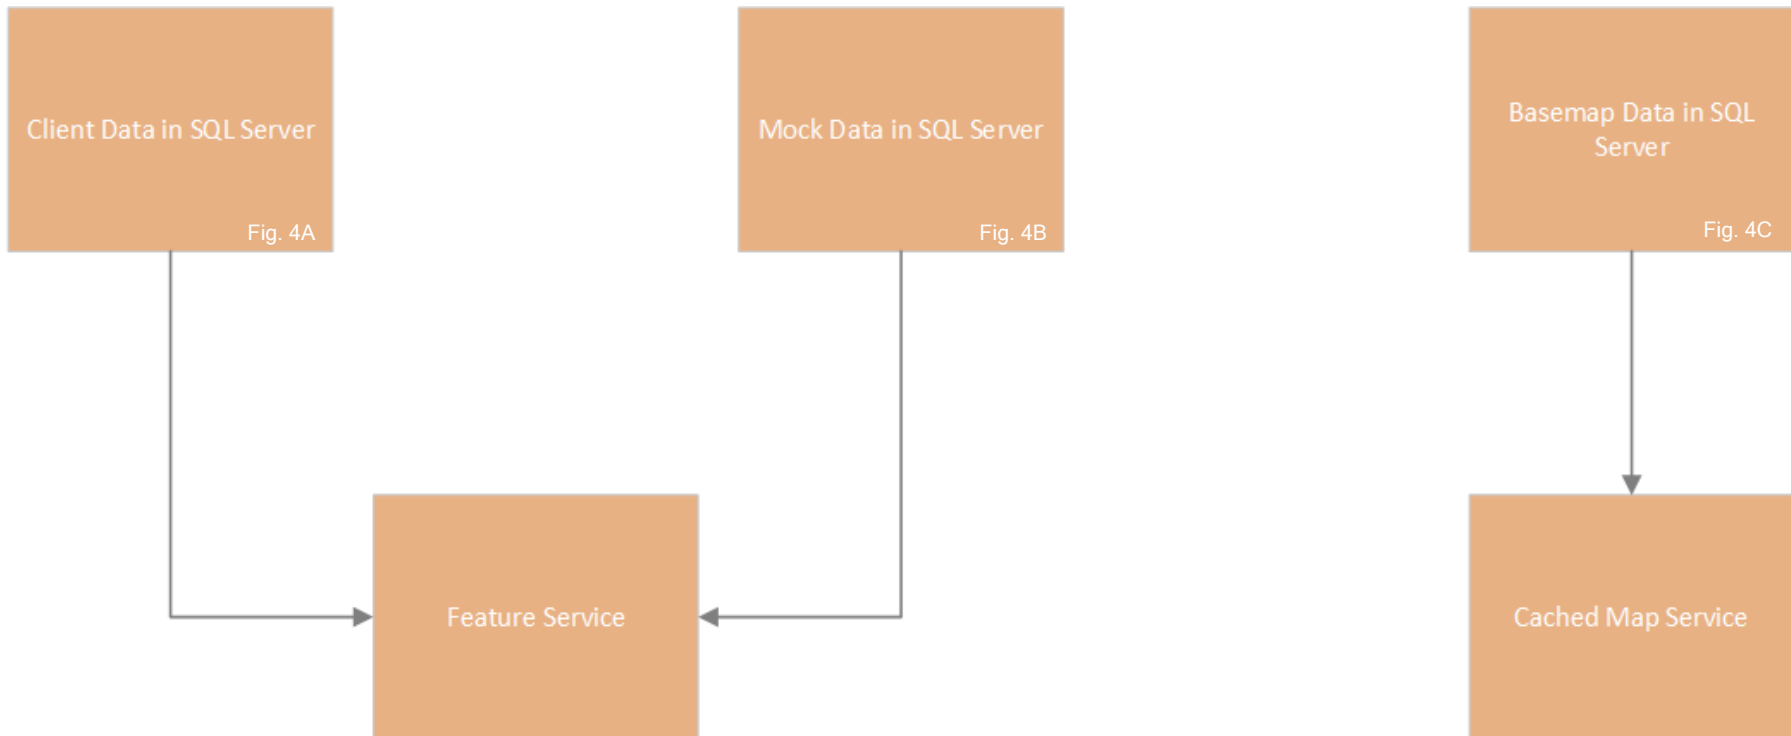 Client Data in SQL Server
Fig. 4A
Mock Data in SQL Server
Fig. 4B
Basemap Data in SQL
Server
Fig. 4C
Feature Service
Cached Map Service